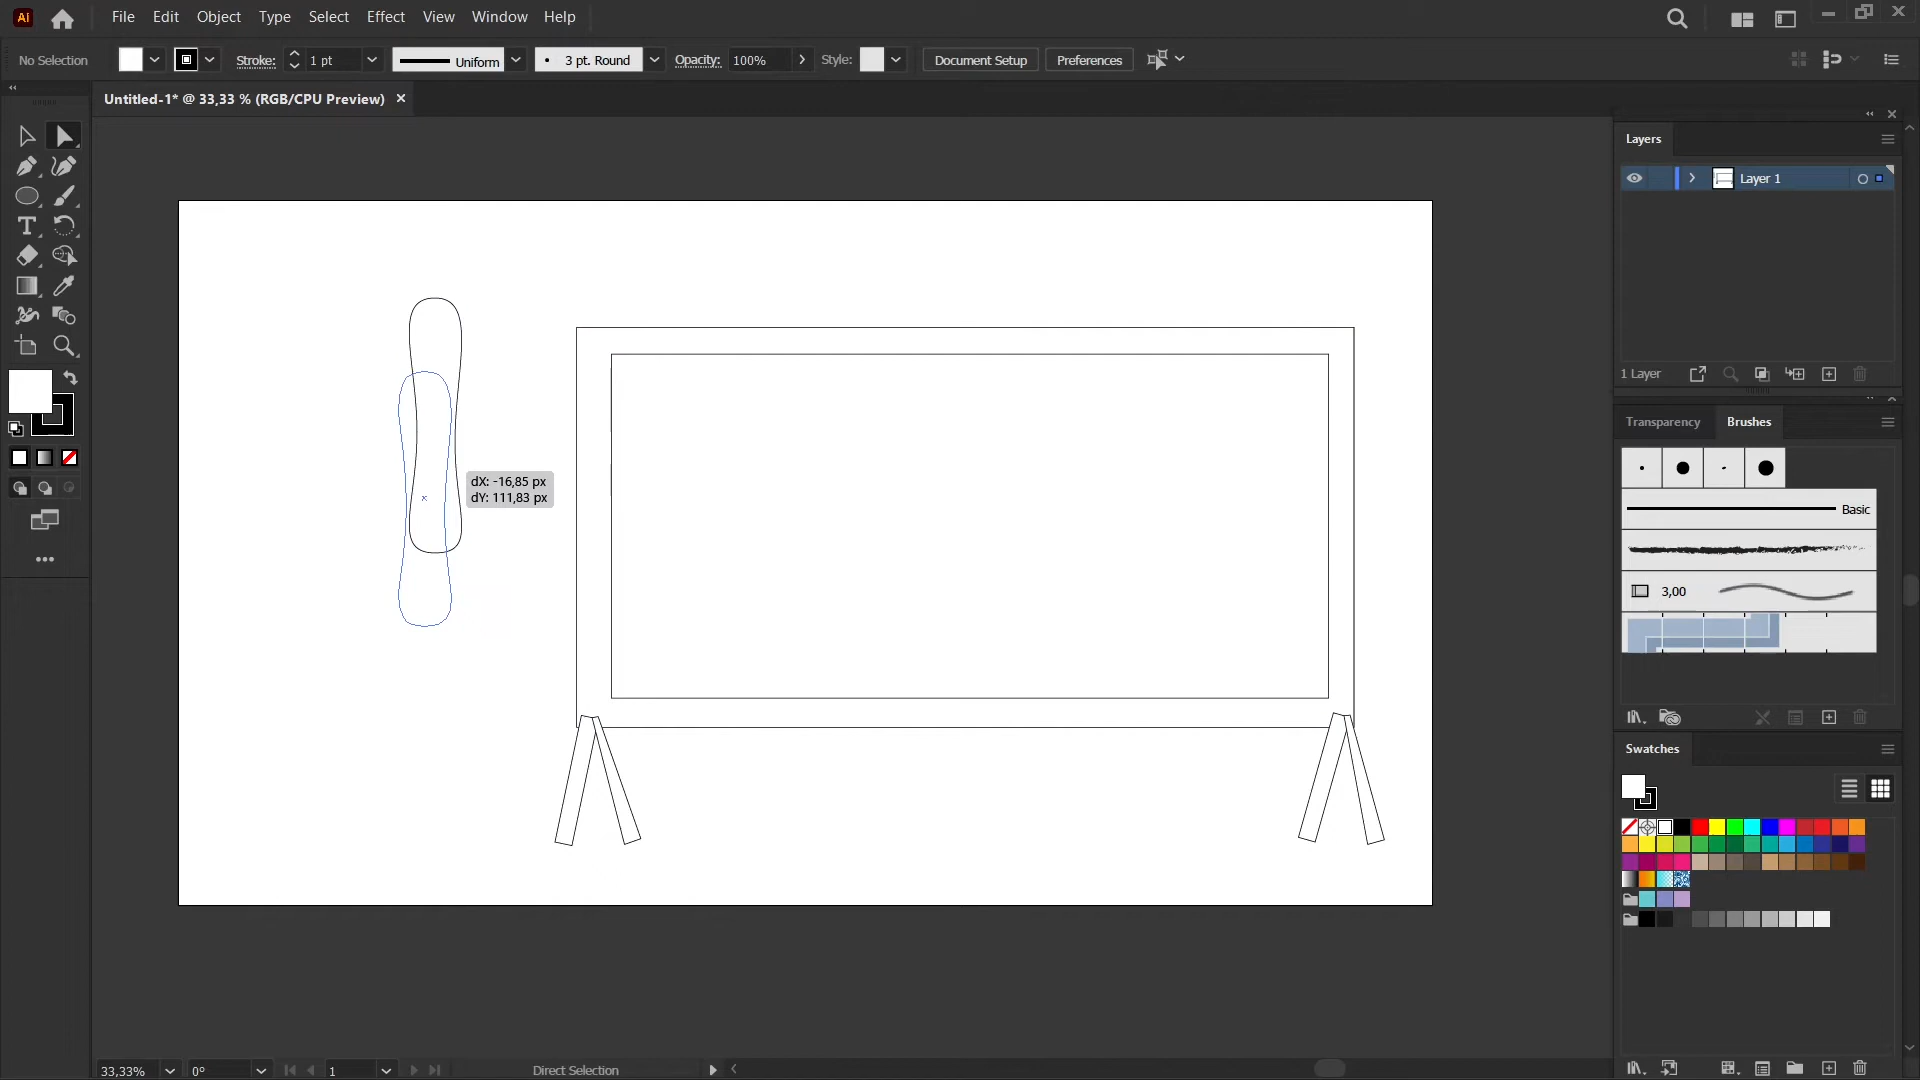 Ai
File Edit Object Type Select Effect View Window Help
No Selection
Stroke:
1 pt
Uniform
3 pt. Round
Opacity:
100%
Style:
Document Setup
Preferences
Untitled-1* @ 33,33 % (RGB/CPU Preview)
Layers
Layer 1
1 Layer
Transparency
Brushes
Basic
3,00
Swatches
dX: -16,85 px
dY: 111,83 px
33,33%
0°
1
Direct Selection